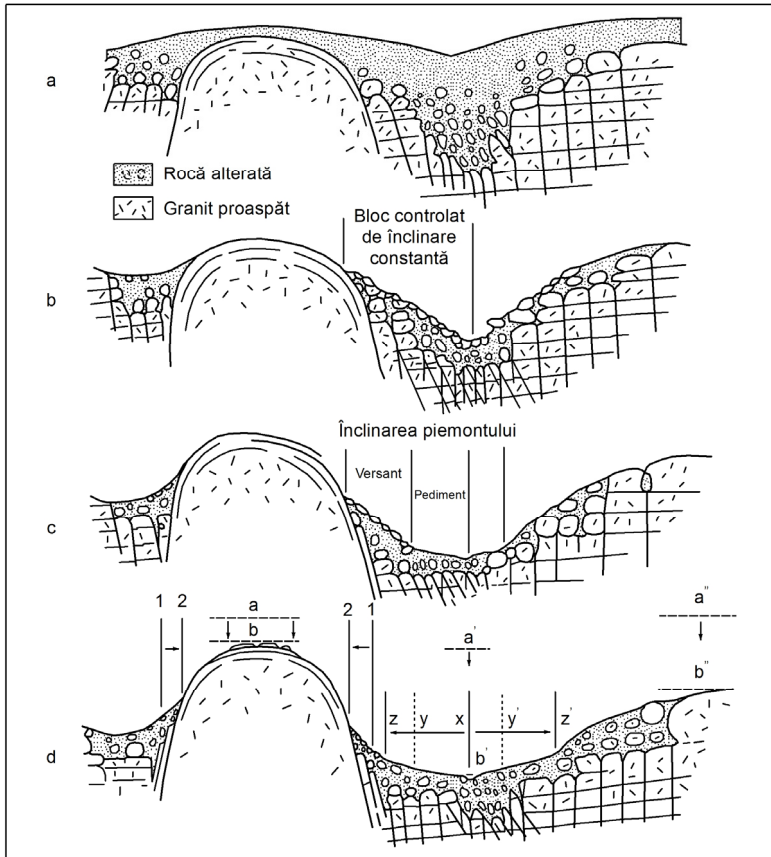 a
Rocă alterată
Granit proaspăt
Bloc controlat
de înclinare
constantă
b
Înclinarea piemontului
Versant
Pediment
c
1 2 a 2 1 a"
b a'
b"
z y x y' z'
b'
d